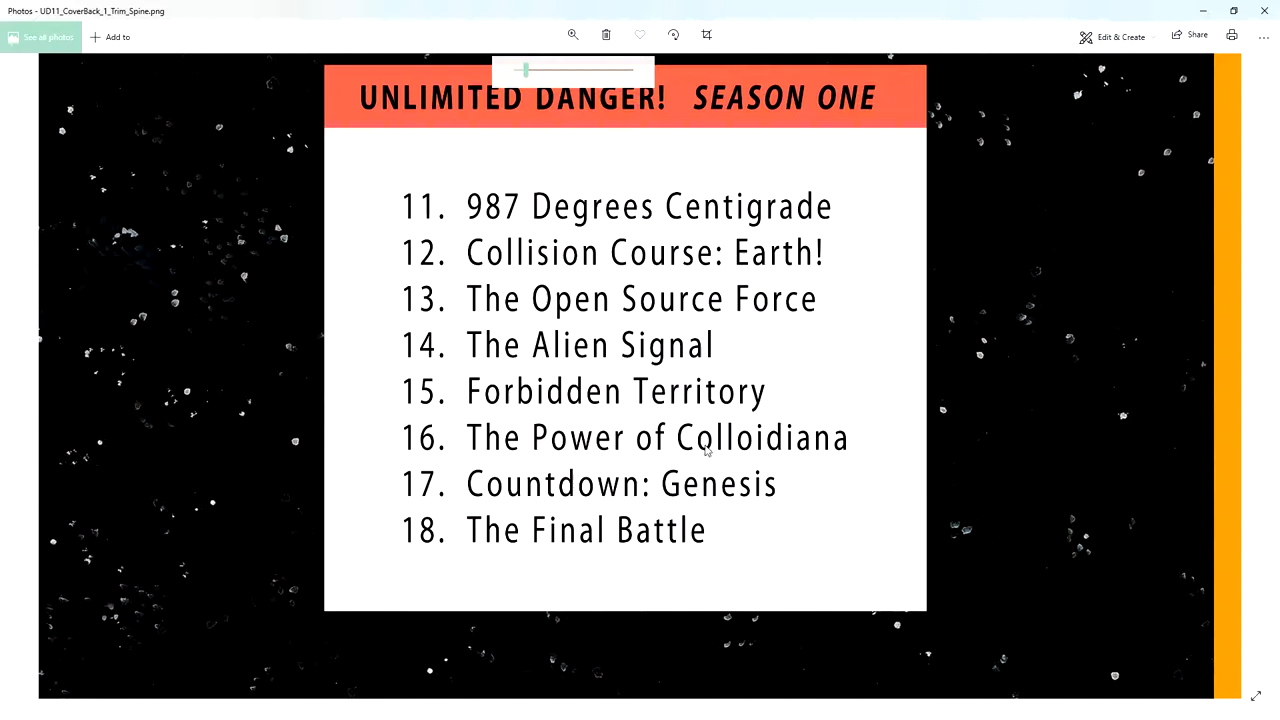 Photos - UD11_CoverBack_1_Trim_Spine.png
See all photos
Add to
Edit & Create
Share
UNLIMITED DANGER! SEASON ONE
11. 987 Degrees Centigrade
12. Collision Course: Earth!
13. The Open Source Force
14. The Alien Signal
15. Forbidden Territory
16. The Power of Colloidiana
17. Countdown: Genesis
18. The Final Battle